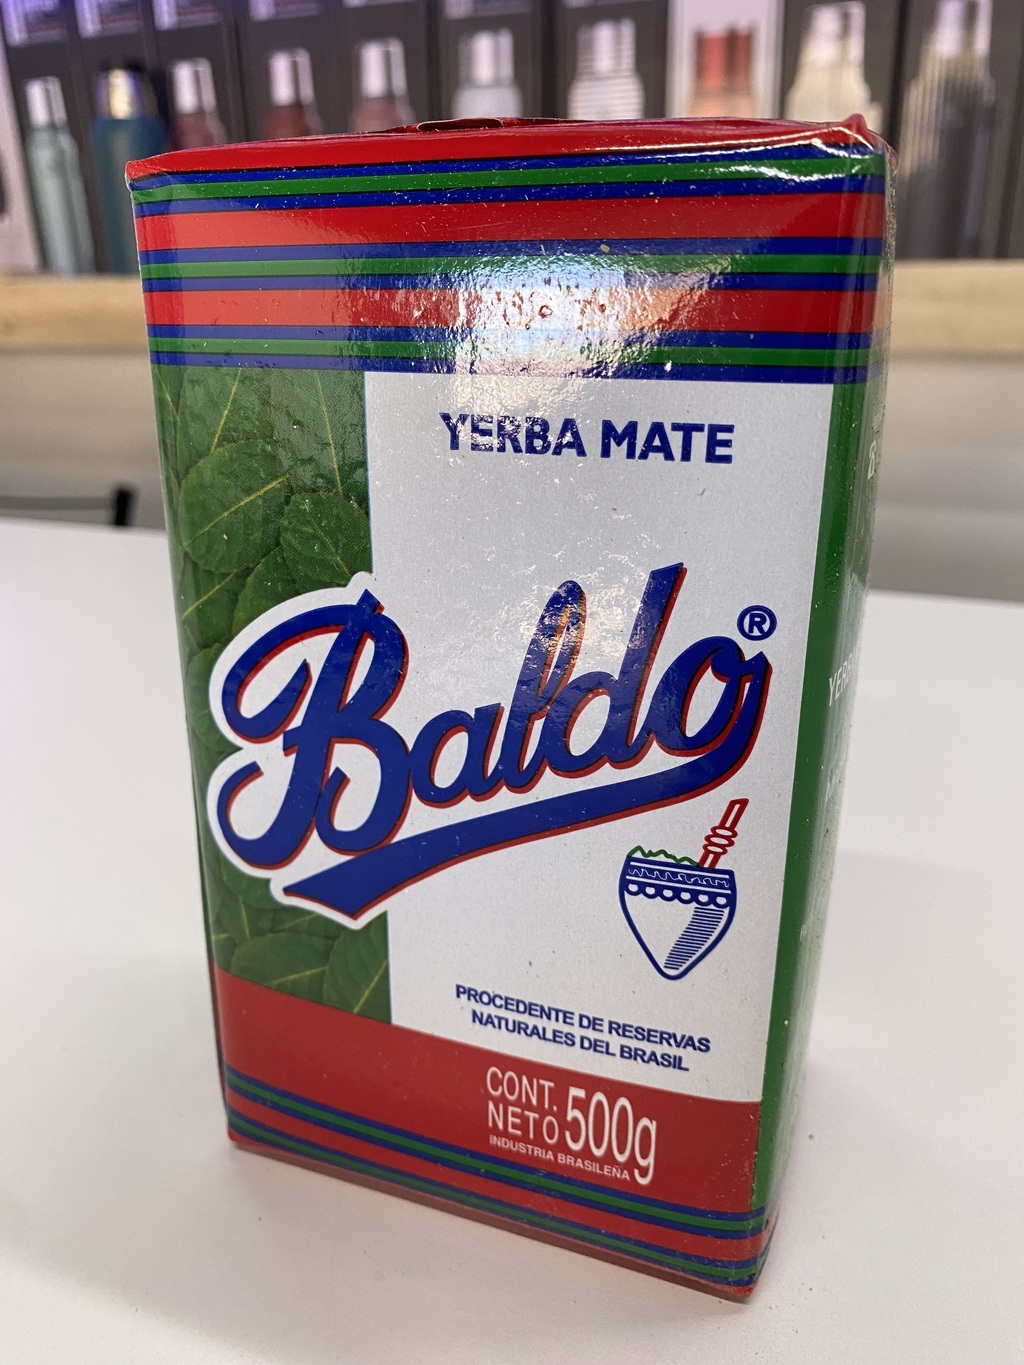 YERBA MATE
Baldo®
PROCEDENTE DE RESERVAS
NATURALES DEL BRASIL
CONT.
NETO 500g
INDUSTRIA BRASILEÑA